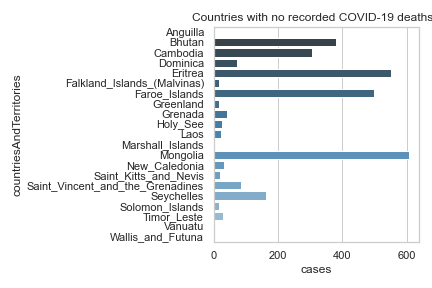 Countries with no recorded COVID-19 deaths
countriesAndTerritories
Anguilla
Bhutan
Cambodia
Dominica
Eritrea
Falkland_Islands_(Malvinas)
Faroe_Islands
Greenland
Grenada
Holy_See
Laos
Marshall_Islands
Mongolia
New_Caledonia
Saint_Kitts_and_Nevis
Saint_Vincent_and_the_Grenadines
Seychelles
Solomon_Islands
Timor_Leste
Vanuatu
Wallis_and_Futuna
0 200 400 600
cases